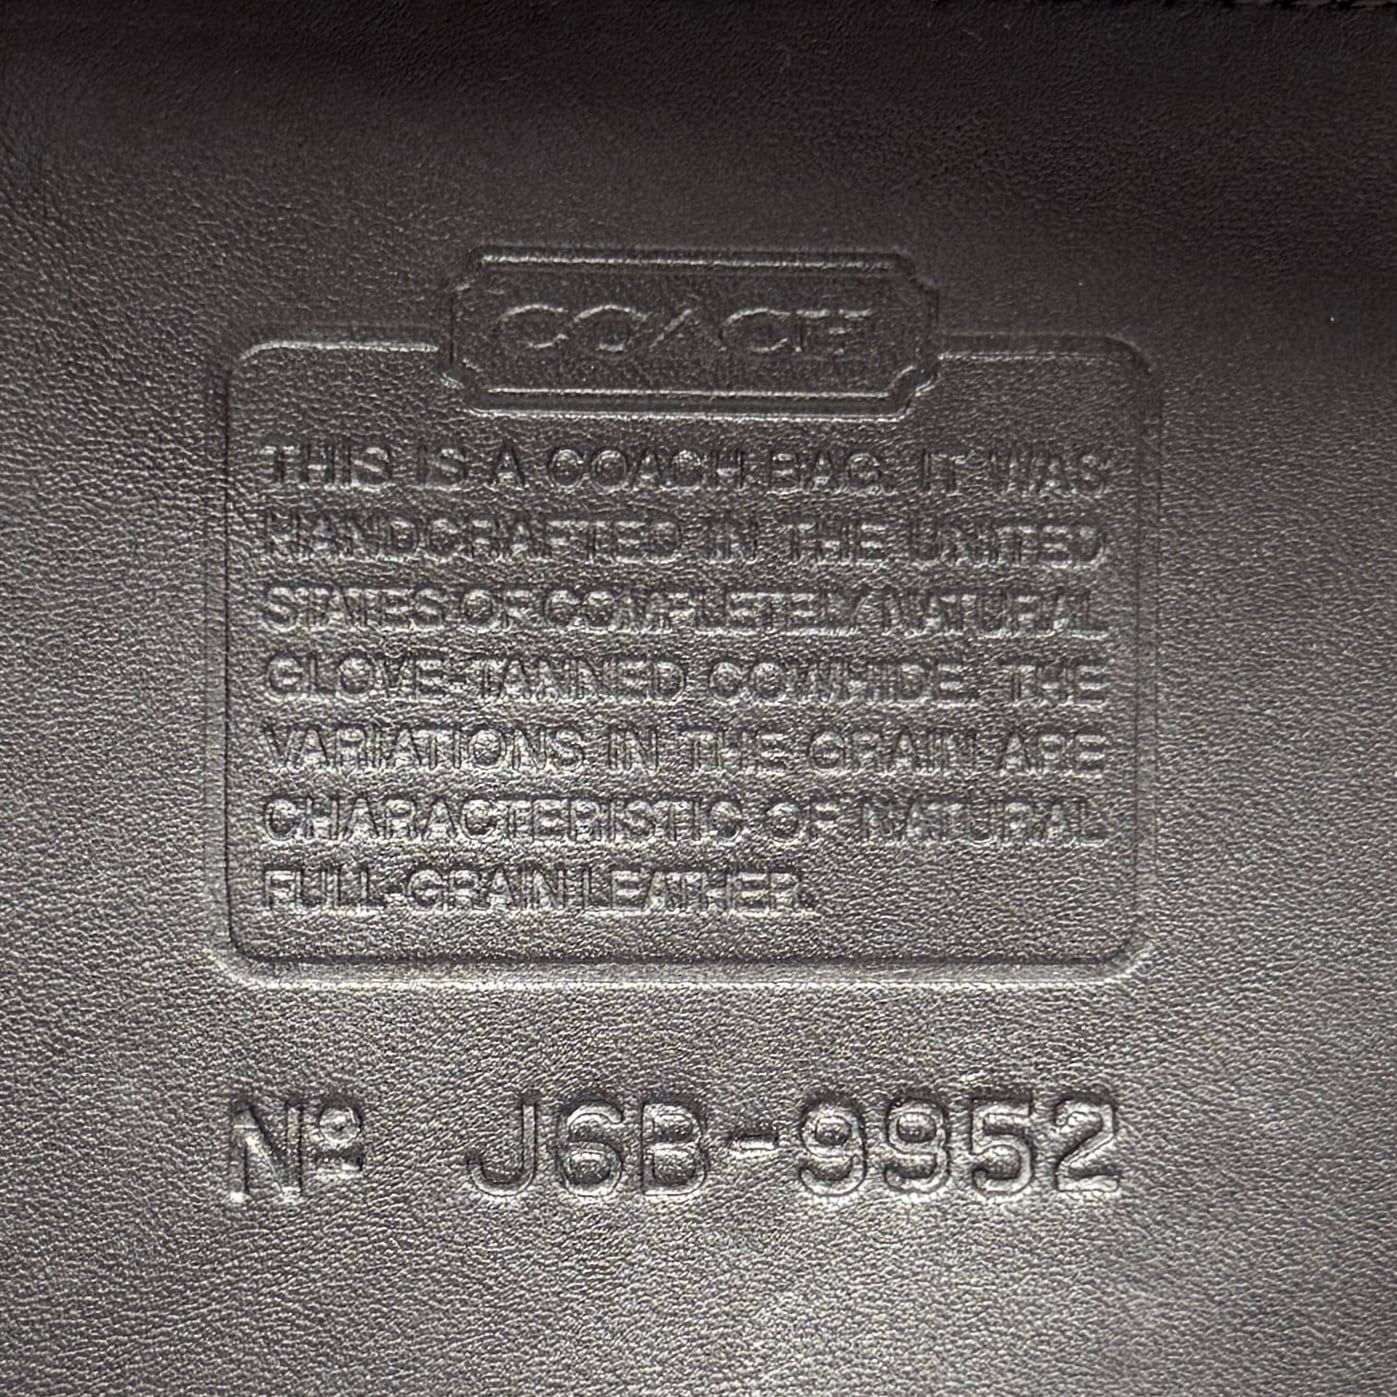 COACH
THIS IS A COACH BAG. IT WAS
HANDCRAFTED IN THE UNITED
STATES OF COMPLETELY NATURAL
GLOVE-TANNED COWHIDE. THE
VARIATIONS IN THE GRAIN ARE
CHARACTERISTIC OF NATURAL
FULL-GRAIN LEATHER.
Nº J6B-9952